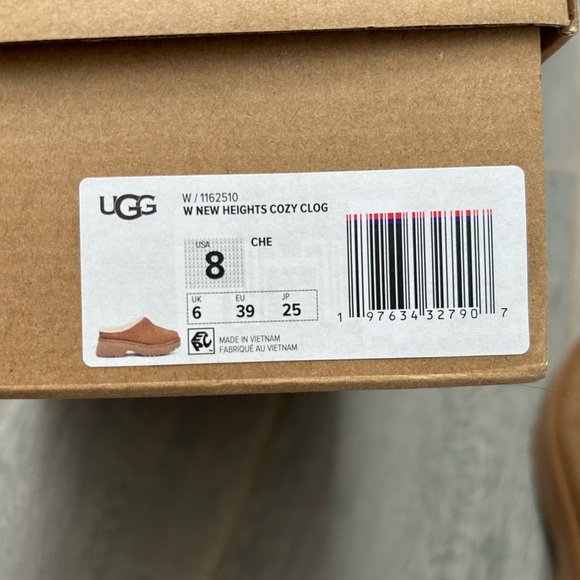 UGG
W / 1162510
W NEW HEIGHTS COZY CLOG
USA
8
CHE
UK EU JP
6 39 25
MADE IN VIETNAM
FABRIQUÉ AU VIETNAM
1 97634 32790 7